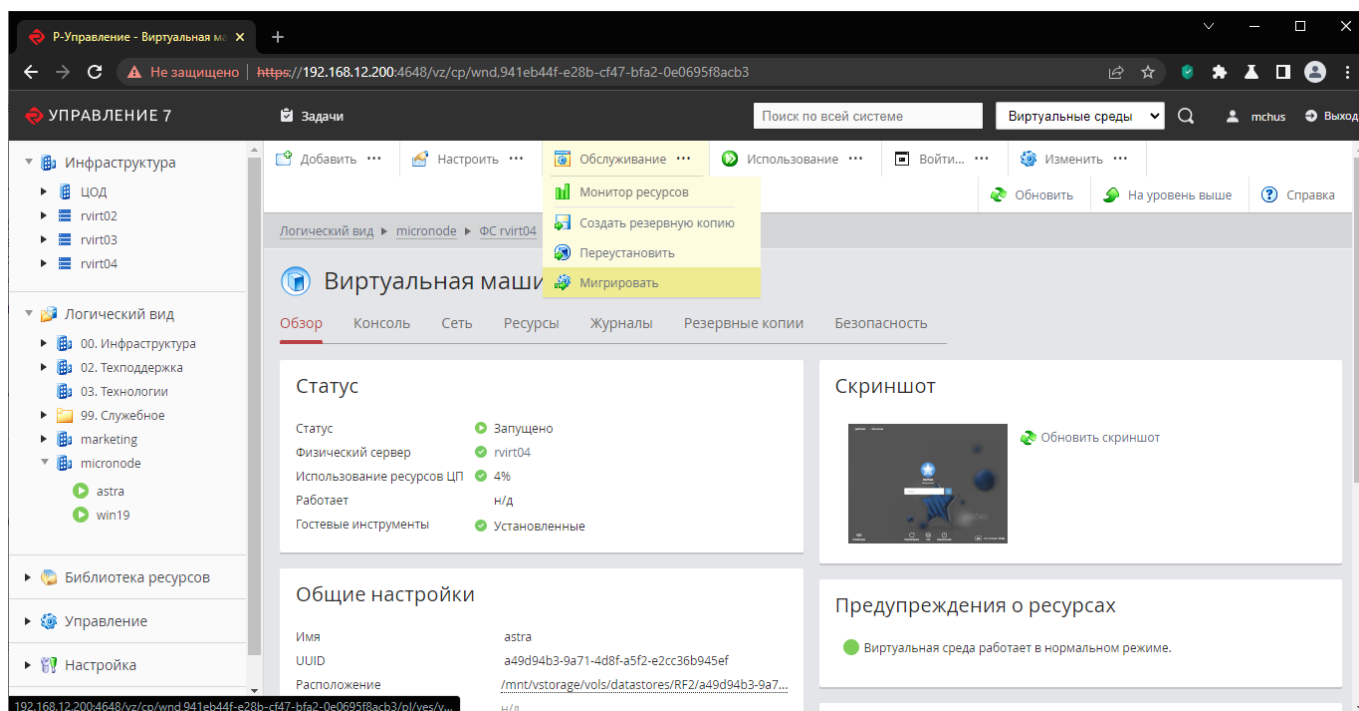 Р-Управление - Виртуальная ма
Не защищено
https://192.168.12.200:4648/vz/cp/wnd.941eb44f-e28b-cf47-bfa2-0e0695f8acb3
УПРАВЛЕНИЕ 7
Задачи
Поиск по всей системе
Виртуальные среды
mchus
Выход
Инфраструктура
ЦОД
rvirt02
rvirt03
rvirt04
Логический вид
00. Инфраструктура
02. Техподдержка
03. Технологии
99. Служебное
marketing
micronode
astra
win19
Библиотека ресурсов
Управление
Настройка
Добавить ···
Настроить ···
Обслуживание ···
Использование ···
Войти... ···
Изменить ···
Монитор ресурсов
Создать резервную копию
Переустановить
Мигрировать
Обновить
На уровень выше
Справка
Логический вид
micronode
ФС rvirt04
Виртуальная маши
Обзор
Консоль
Сеть
Ресурсы
Журналы
Резервные копии
Безопасность
Статус
Статус Запущено
Физический сервер rvirt04
Использование ресурсов ЦП 4%
Работает н/д
Гостевые инструменты Установленные
Скриншот
Обновить скриншот
Общие настройки
Имя astra
UUID a49d94b3-9a71-4d8f-a5f2-e2cc36b945ef
Расположение /mnt/vstorage/vols/datastores/RF2/a49d94b3-9a7...
н/д
Предупреждения о ресурсах
Виртуальная среда работает в нормальном режиме.
192.168.12.200:4648/vz/cp/wnd.941eb44f-e28b-cf47-bfa2-0e0695f8acb3/pl/ves/v...